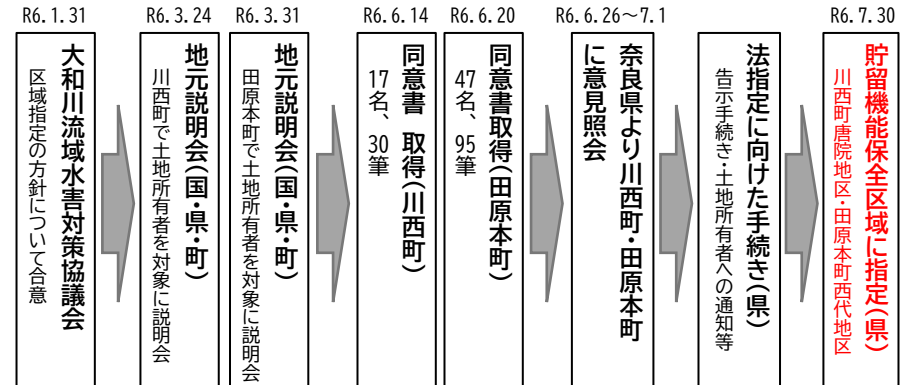 R6.1.31
大和川流域水害対策協議会
区域指定の方針について合意
R6.3.24
地元説明会(国・県・町)
川西町で土地所有者を対象に説明会
R6.3.31
地元説明会(国・県・町)
田原本町で土地所有者を対象に説明会
R6.6.14
同意書 取得(川西町)
17名、30筆
R6.6.20
同意書取得(田原本町)
47名、95筆
R6.6.26～7.1
奈良県より川西町・田原本町
に意見照会
法指定に向けた手続き(県)
告示手続き・土地所有者への通知等
R6.7.30
貯留機能保全区域に指定(県)
川西町唐院地区・田原本町西代地区